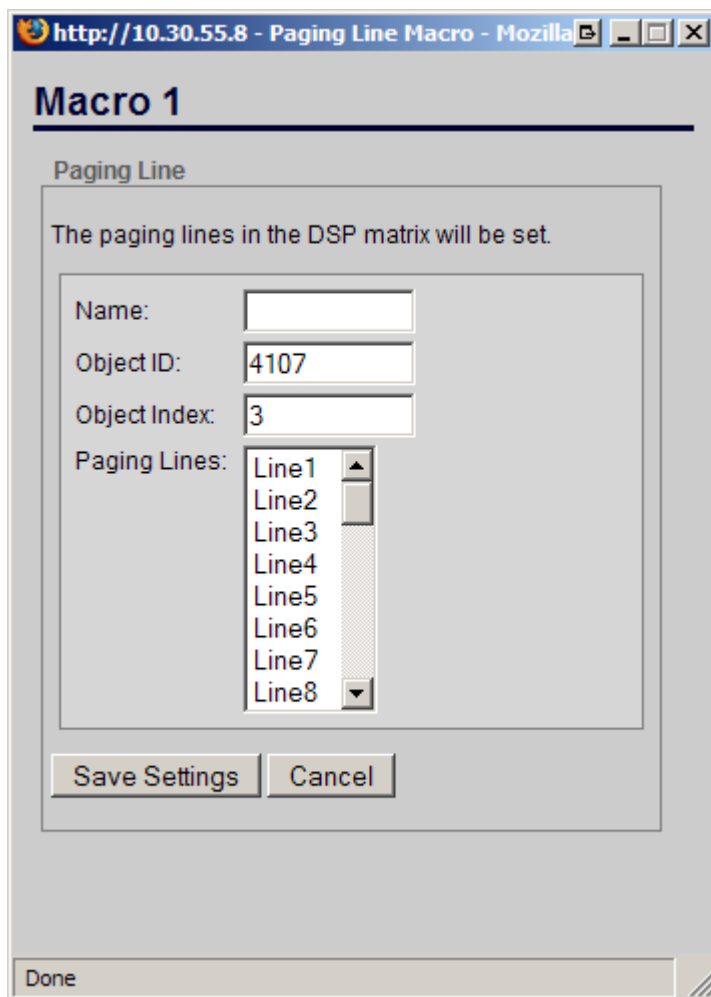 http://10.30.55.8 - Paging Line Macro - Mozilla
Macro 1
Paging Line
The paging lines in the DSP matrix will be set.
Name:
Object ID: 4107
Object Index: 3
Paging Lines:
Line1
Line2
Line3
Line4
Line5
Line6
Line7
Line8
Save Settings Cancel
Done